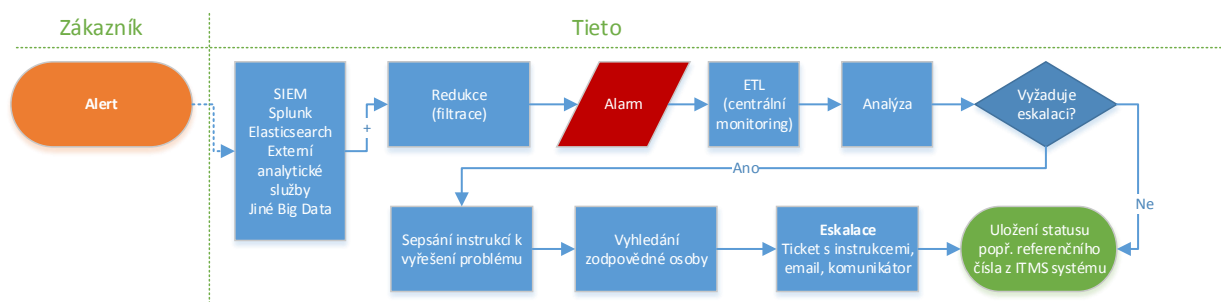 Zákazník
Tieto
Alert
SIEM
Splunk
Elasticsearch
Externí
analytické
služby
Jiné Big Data
+
Redukce
(filtrace)
Alarm
ETL
(centrální
monitoring)
Analýza
Vyžaduje
eskalaci?
Ano
Ne
Sepsání instrukcí k
vyřešení problému
Vyhledání
zodpovědné osoby
Eskalace
Ticket s instrukcemi,
email, komunikátor
Uložení statusu
popř. referenčního
čísla z ITMS systému